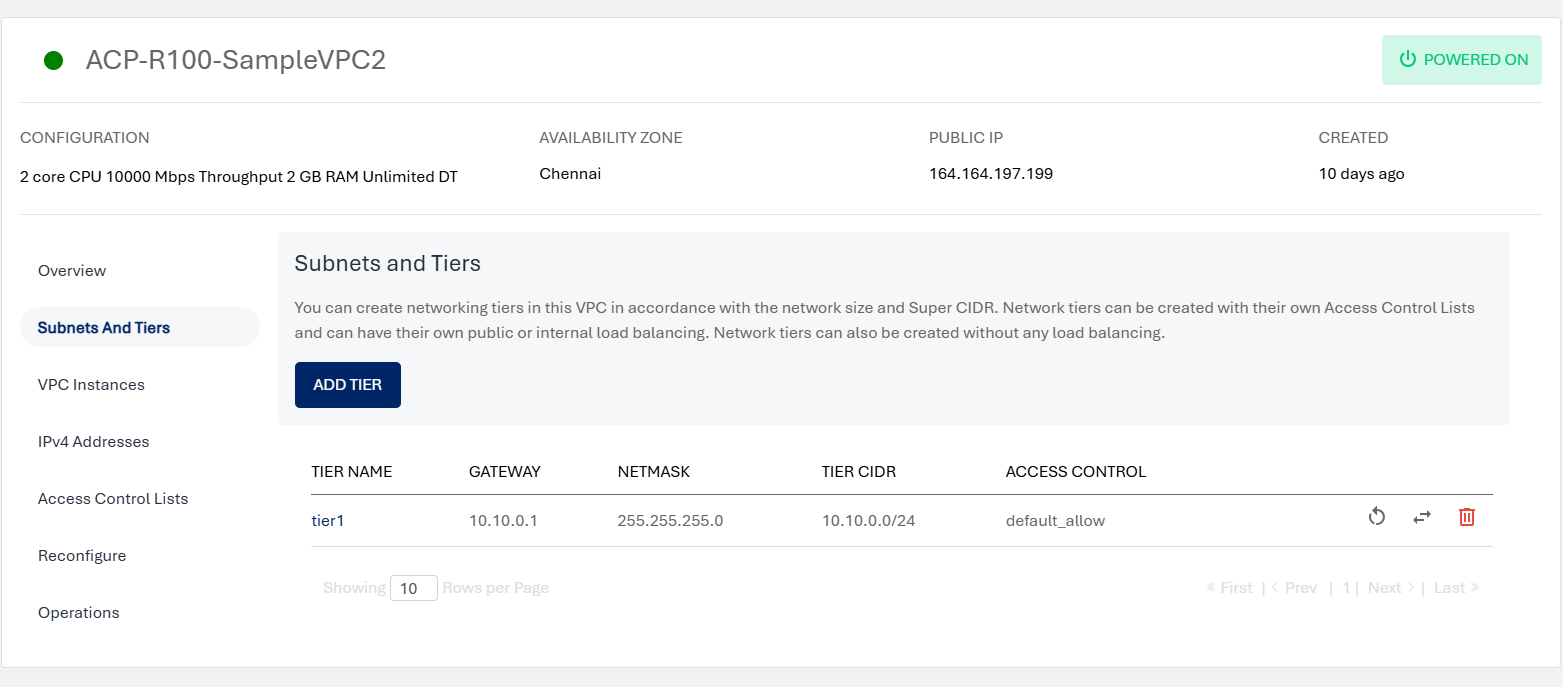 ACP-R100-SampleVPC2
POWERED ON
CONFIGURATION
AVAILABILITY ZONE
PUBLIC IP
CREATED
2 core CPU 10000 Mbps Throughput 2 GB RAM Unlimited DT
Chennai
164.164.197.199
10 days ago
Overview
Subnets And Tiers
VPC Instances
IPv4 Addresses
Access Control Lists
Reconfigure
Operations
Subnets and Tiers
You can create networking tiers in this VPC in accordance with the network size and Super CIDR. Network tiers can be created with their own Access Control Lists
and can have their own public or internal load balancing. Network tiers can also be created without any load balancing.
ADD TIER
TIER NAME GATEWAY NETMASK TIER CIDR ACCESS CONTROL
tier1 10.10.0.1 255.255.255.0 10.10.0.0/24 default_allow
Showing 10 Rows per Page
« First | < Prev | 1 | Next > | Last »